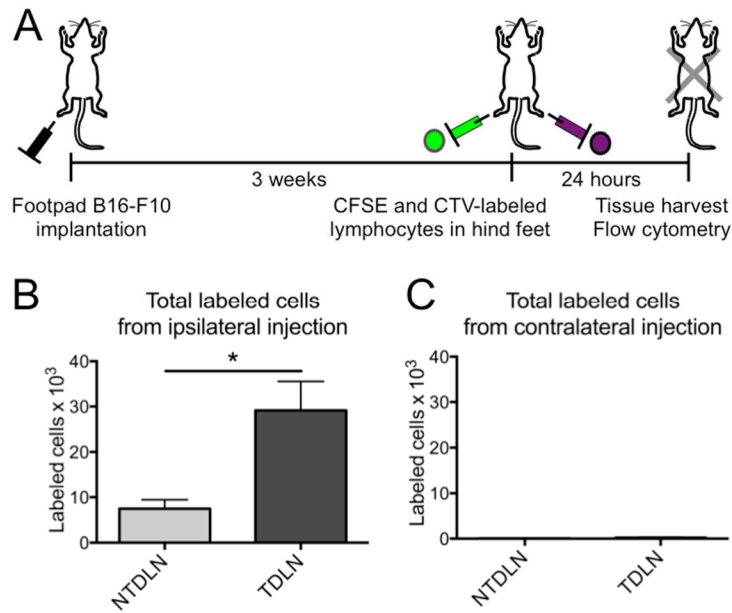 A
3 weeks
24 hours
Footpad B16-F10
implantation
CFSE and CTV-labeled
lymphocytes in hind feet
Tissue harvest
Flow cytometry
B
Total labeled cells
from ipsilateral injection
Labeled cells x 10³
40
30
20
10
0
*
NTDLN
TDLN
C
Total labeled cells
from contralateral injection
Labeled cells x 10³
40
30
20
10
0
NTDLN
TDLN